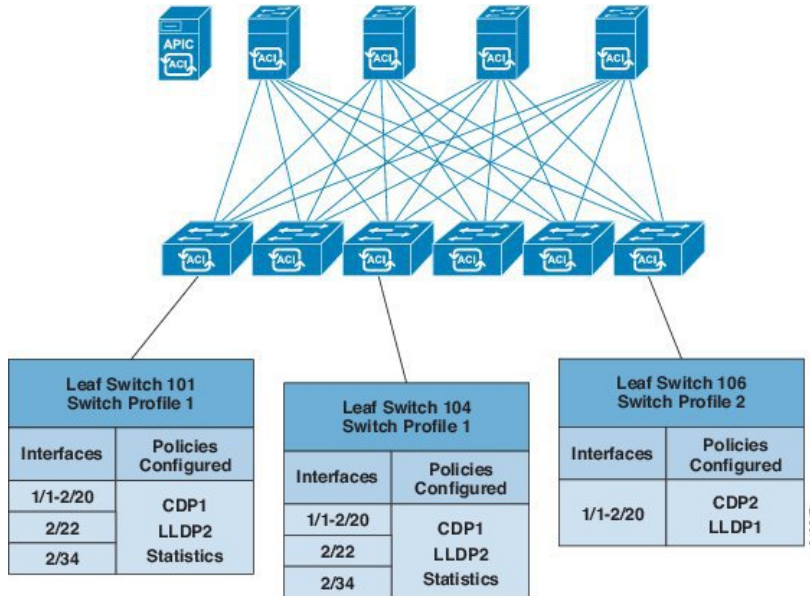 APIC
ACI
ACI
ACI
ACI
ACI
ACI
ACI
ACI
ACI
ACI
ACI
Leaf Switch 101
Switch Profile 1
Interfaces
Policies
Configured
1/1-2/20
2/22
2/34
CDP1
LLDP2
Statistics
Leaf Switch 104
Switch Profile 1
Interfaces
Policies
Configured
1/1-2/20
2/22
2/34
CDP1
LLDP2
Statistics
Leaf Switch 106
Switch Profile 2
Interfaces
Policies
Configured
1/1-2/20
CDP2
LLDP1